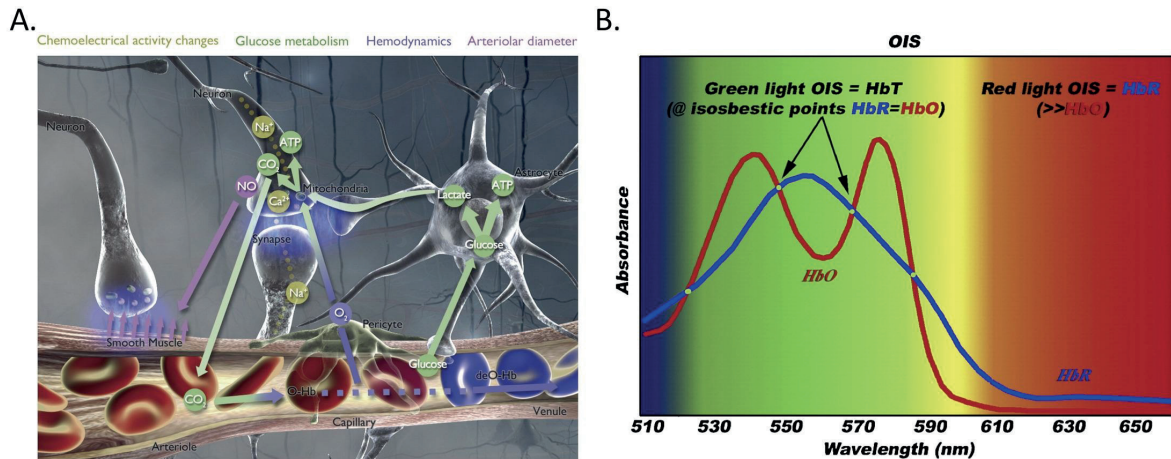 A.
Chemoelectrical activity changes Glucose metabolism Hemodynamics Arteriolar diameter
Neuron
Neuron
Na⁺
ATP
CO₂
NO
Mitochondria
Ca²⁺
Synapse
Na⁺
Astrocyte
ATP
Lactate
Glucose
O₂
Pericyte
Smooth Muscle
Glucose
O-Hb
deO-Hb
CO₂
Capillary
Venule
Arteriole
B.
OIS
Green light OIS = HbT
(@ isosbestic points HbR=HbO)
Red light OIS = HbR
(>>HbO)
Absorbance
HbO
HbR
510 530 550 570 590 610 630 650
Wavelength (nm)